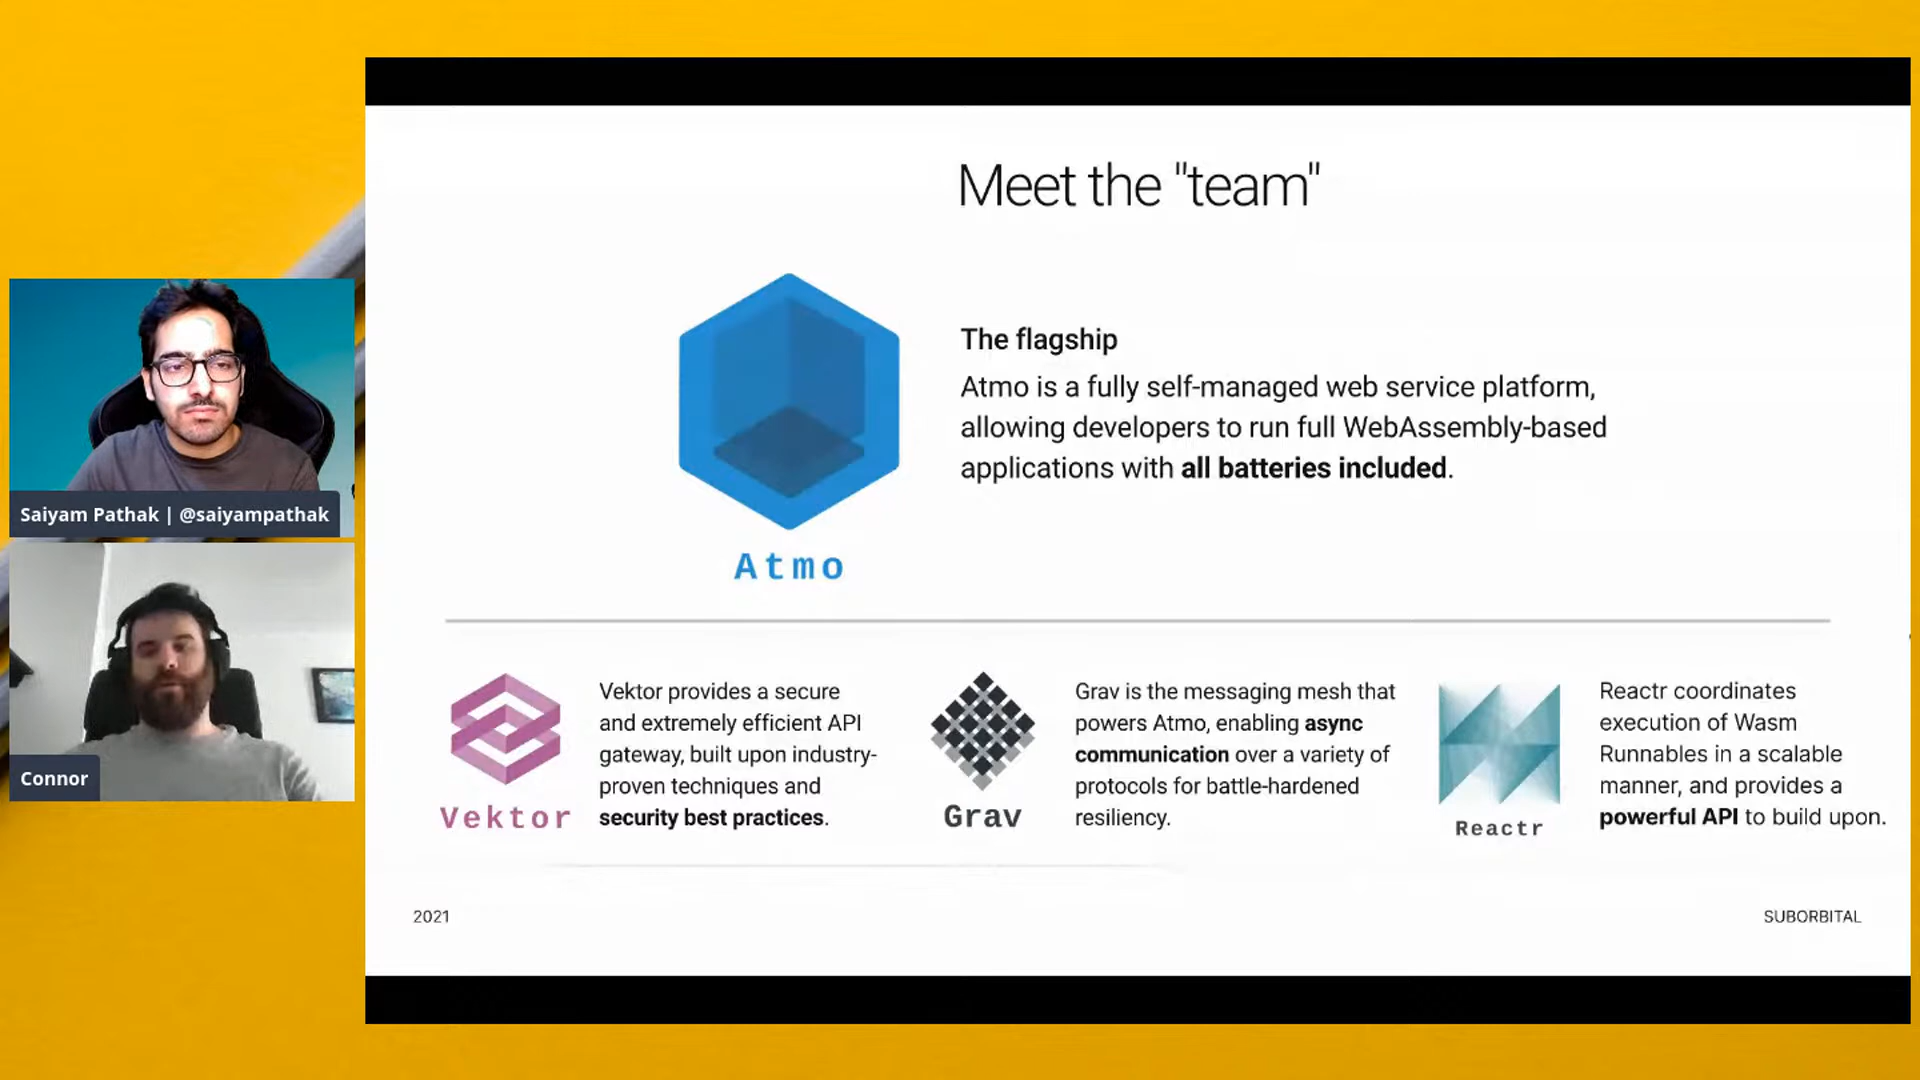 Meet the "team"
The flagship
Atmo is a fully self-managed web service platform,
allowing developers to run full WebAssembly-based
applications with all batteries included.
Atmo
Saiyam Pathak | @saiyampathak
Connor
Vektor provides a secure
and extremely efficient API
gateway, built upon industry-
proven techniques and
security best practices.
Vektor
Grav is the messaging mesh that
powers Atmo, enabling async
communication over a variety of
protocols for battle-hardened
resiliency.
Grav
Reactr coordinates
execution of Wasm
Runnables in a scalable
manner, and provides a
powerful API to build upon.
Reactr
2021
SUBORBITAL